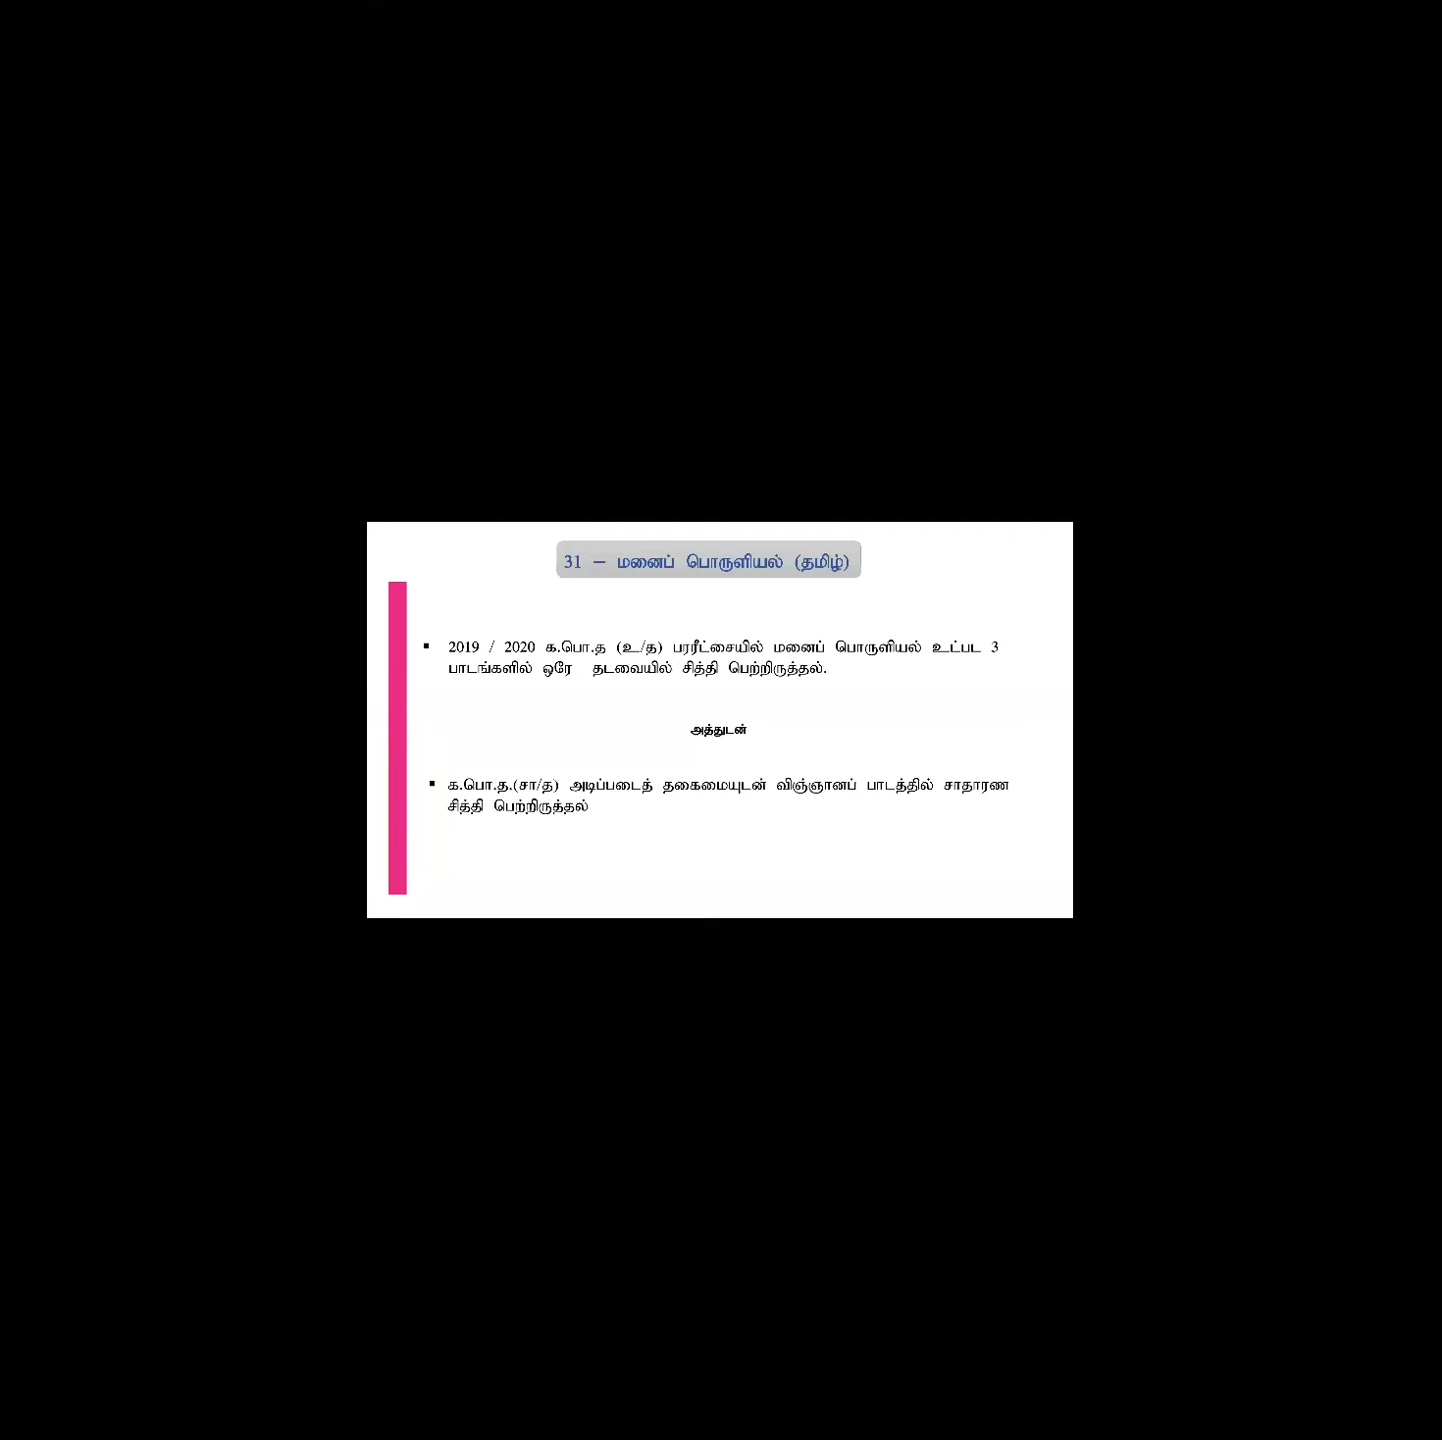 31 – மனைப் பொருளியல் (தமிழ்)
▪ 2019 / 2020 க.பொ.த (உ/த) பரரீட்சையில் மனைப் பொருளியல் உட்பட 3
பாடங்களில் ஒரே தடவையில் சித்தி பெற்றிருத்தல்.
அத்துடன்
▪ க.பொ.த.(சா/த) அடிப்படைத் தகைமையுடன் விஞ்ஞானப் பாடத்தில் சாதாரண
சித்தி பெற்றிருத்தல்